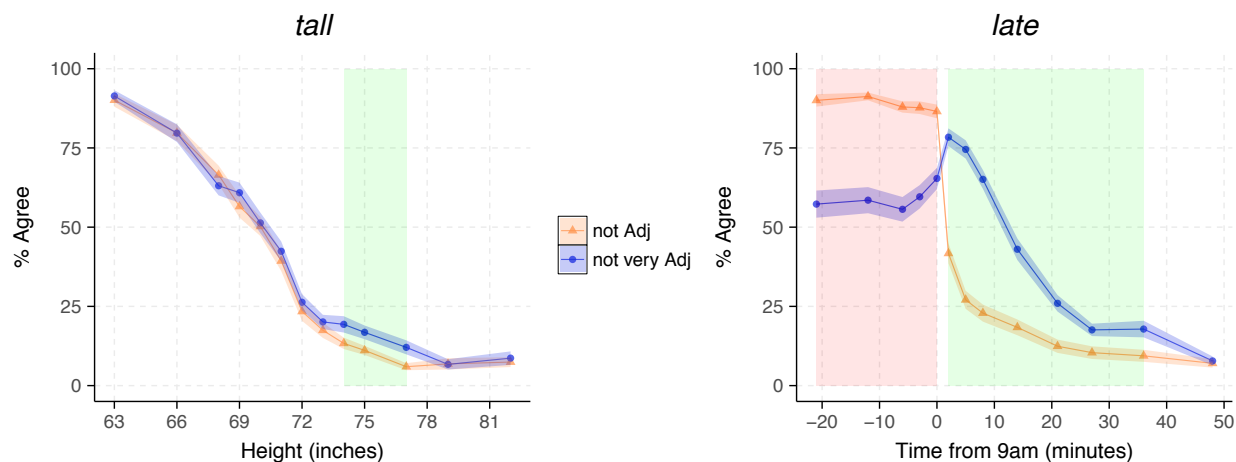 tall
100
75
50
25
0
% Agree
63 66 69 72 75 78 81
Height (inches)
not Adj
not very Adj
late
100
75
50
25
0
% Agree
−20 −10 0 10 20 30 40 50
Time from 9am (minutes)